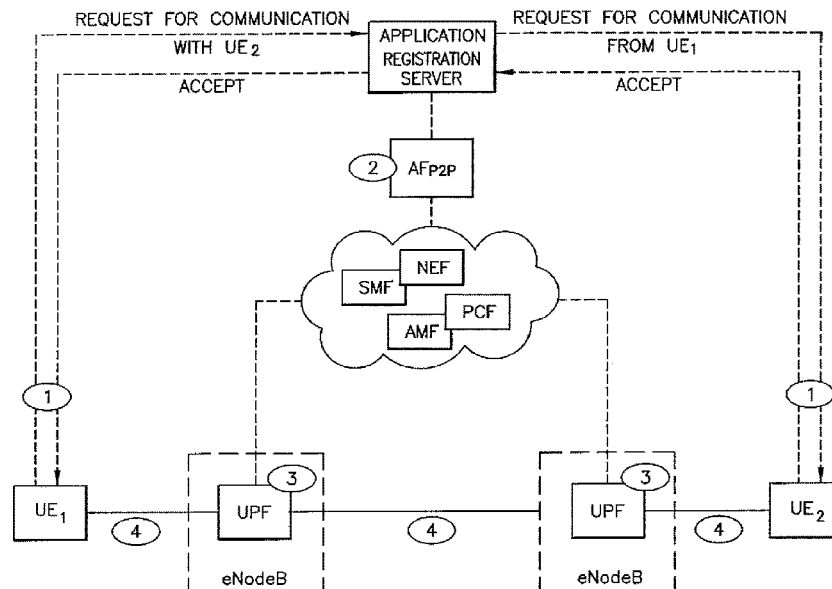 REQUEST FOR COMMUNICATION
WITH UE2
ACCEPT
APPLICATION
REGISTRATION
SERVER
REQUEST FOR COMMUNICATION
FROM UE1
ACCEPT
2
AFP2P
NEF
SMF
PCF
AMF
1
1
3
3
UE1
4
UPF
4
UPF
4
UE2
eNodeB
eNodeB